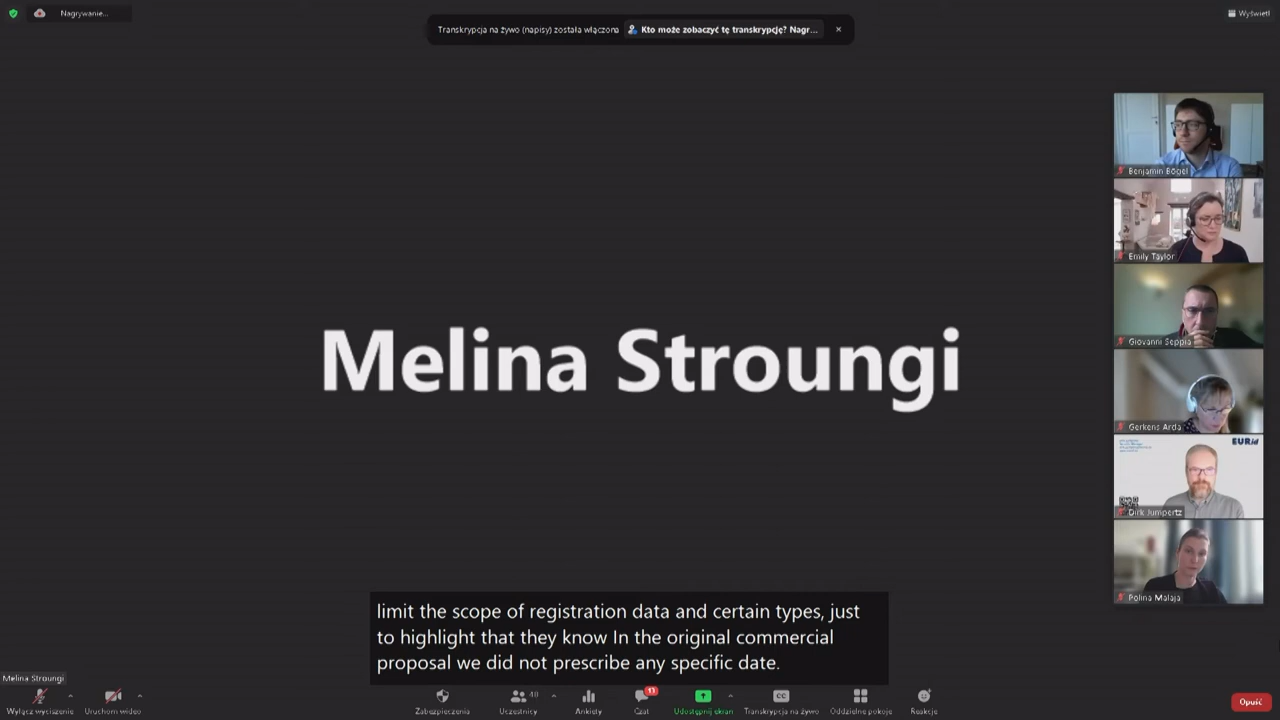 Nagrywanie...
Transkrypcja na żywo (napisy) została włączona
Kto może zobaczyć tę transkrypcję? Nagr...
Wyświetl
Benjamin Bögel
Emily Taylor
Giovanni Seppia
Gerkens Arda
EURid
Dirk Jumpertz
Polina Malaja
Melina Stroungi
limit the scope of registration data and certain types, just
to highlight that they know In the original commercial
proposal we did not prescribe any specific date.
Melina Stroungi
Wyłącz wyciszenie
Uruchom wideo
Zabezpieczenia
Uczestnicy
48
Ankiety
Czat
11
Udostępnij ekran
CC
Transkrypcja na żywo
Oddzielne pokoje
Reakcje
Opuść